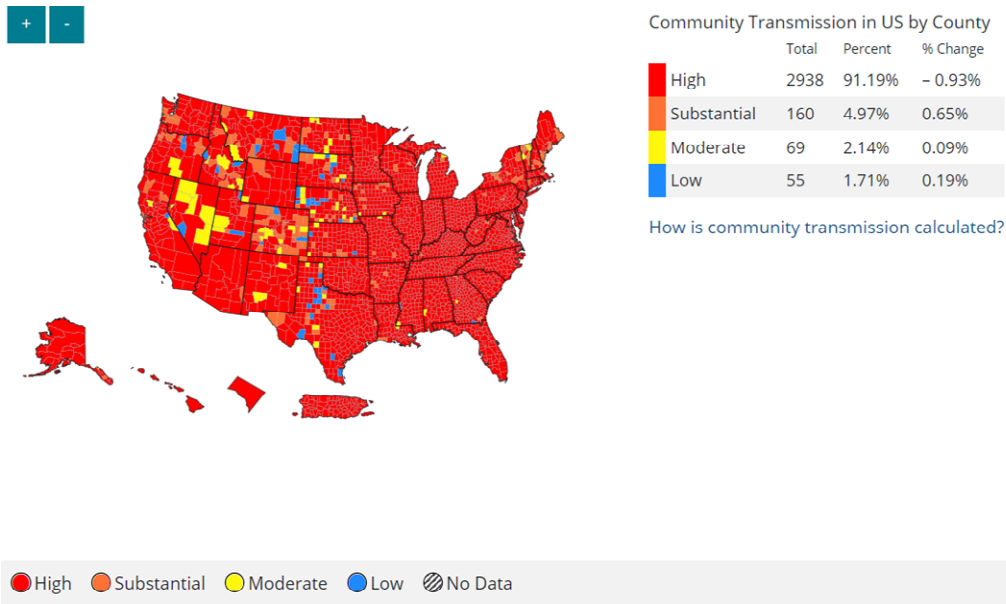 + -
Community Transmission in US by County
Total Percent % Change
High 2938 91.19% – 0.93%
Substantial 160 4.97% 0.65%
Moderate 69 2.14% 0.09%
Low 55 1.71% 0.19%
How is community transmission calculated?
High Substantial Moderate Low No Data